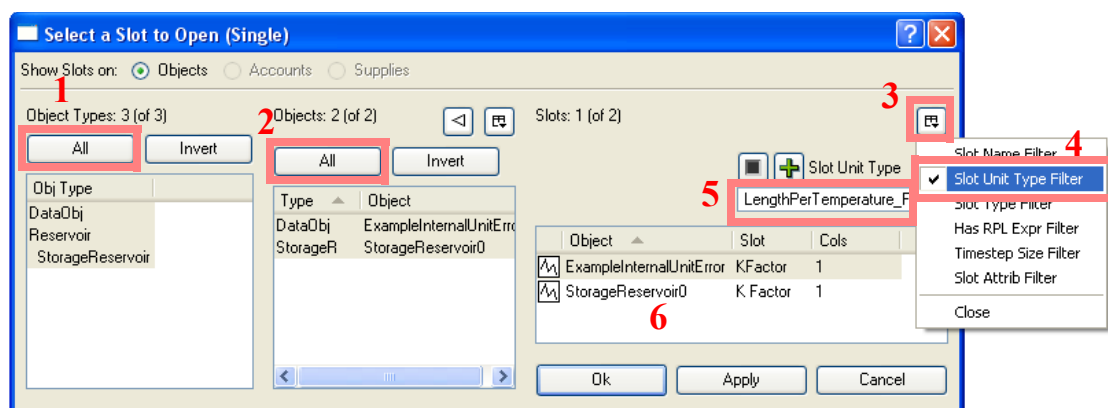 Select a Slot to Open (Single)
Show Slots on: Objects Accounts Supplies
1
Object Types: 3 (of 3)
All Invert
Obj Type
DataObj
Reservoir
StorageReservoir
2
Objects: 2 (of 2)
All Invert
Type Object
DataObj ExampleInternalUnitErro
StorageR StorageReservoir0
Slots: 1 (of 2)
3
Slot Unit Type
5
LengthPerTemperature_F
Object Slot Cols
ExampleInternalUnitError KFactor 1
StorageReservoir0 K Factor 1
6
Ok Apply Cancel
4
Slot Name Filter
Slot Unit Type Filter
Slot Type Filter
Has RPL Expr Filter
Timestep Size Filter
Slot Attrib Filter
Close